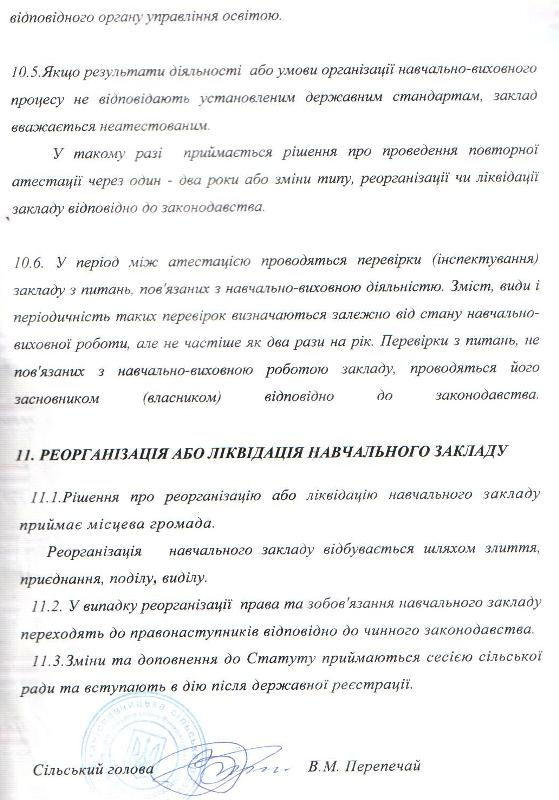 відповідного органу управління освітою.
10.5.Якщо результати діяльності або умови організації навчально-виховного
процесу не відповідають установленим державним стандартам, заклад
вважається неатестованим.
У такому разі приймається рішення про проведення повторної
атестації через один - два роки або зміни типу, реорганізації чи ліквідації
закладу відповідно до законодавства.
10.6. У період між атестацією проводяться перевірки (інспектування)
закладу з питань, пов'язаних з навчально-виховною діяльністю. Зміст, види і
періодичність таких перевірок визначаються залежно від стану навчально-
виховної роботи, але не частіше як два рази на рік. Перевірки з питань, не
пов'язаних з навчально-виховною роботою закладу, проводяться його
засновником (власником) відповідно до законодавства.
11. РЕОРГАНІЗАЦІЯ АБО ЛІКВІДАЦІЯ НАВЧАЛЬНОГО ЗАКЛАДУ
11.1.Рішення про реорганізацію або ліквідацію навчального закладу
приймає місцева громада.
Реорганізація навчального закладу відбувається шляхом злиття,
приєднання, поділу, виділу.
11.2. У випадку реорганізації права та зобов'язання навчального закладу
переходять до правонаступників відповідно до чинного законодавства.
11.3.Зміни та доповнення до Статуту приймаються сесією сільської
ради та вступають в дію після державної реєстрації.
Сільський голова В.М. Перепечай